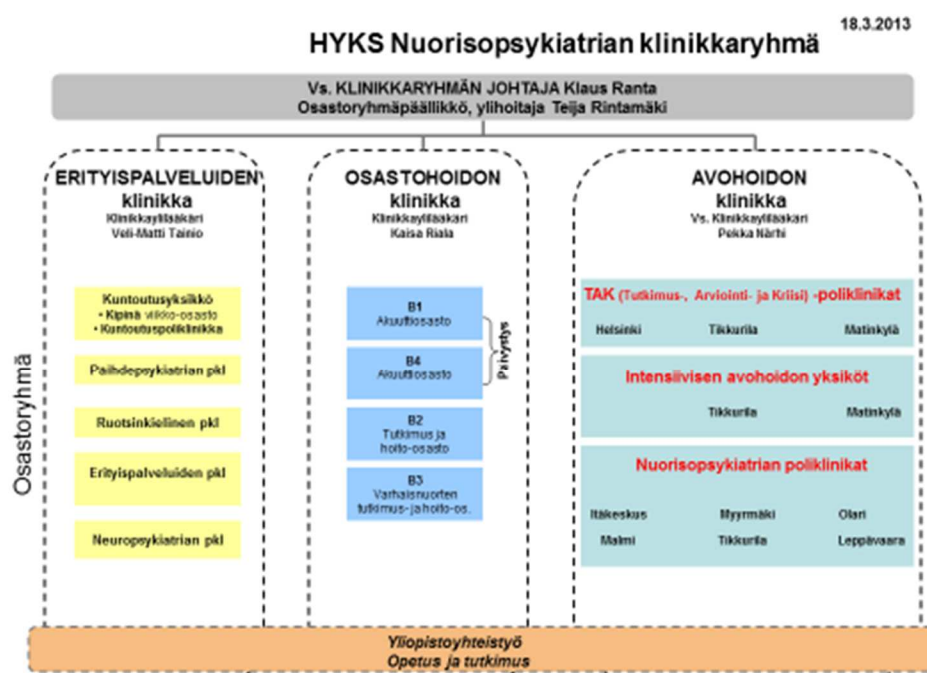 18.3.2013
HYKS Nuorisopsykiatrian klinikkaryhmä
Vs. KLINIKKARYHMÄN JOHTAJA Klaus Ranta
Osastoryhmäpäällikkö, ylihoitaja Teija Rintamäki
Osastoryhmä
ERITYISPALVELUIDEN
klinikka
Klinikkaylilääkäri
Veli-Matti Tainio
Kuntoutusyksikkö
• Kipinä viikko-osasto
• Kuntoutuspoliklinikka
Päihdepsykiatrian pkl
Ruotsinkielinen pkl
Erityispalveluiden pkl
Neuropsykiatrian pkl
OSASTOHOIDON
klinikka
Klinikkaylilääkäri
Kaisa Riala
B1
Akuuttiosasto
B4
Akuuttiosasto
Päivystys
B2
Tutkimus ja
hoito-osasto
B3
Varhaisnuorten
tutkimus- ja hoito-os.
AVOHOIDON
klinikka
Vs. Klinikkaylilääkäri
Pekka Närhi
TAK (Tutkimus-, Arviointi- ja Kriisi) -poliklinikat
Helsinki Tikkurila Matinkylä
Intensiivisen avohoidon yksiköt
Tikkurila Matinkylä
Nuorisopsykiatrian poliklinikat
Itäkeskus Myyrmäki Olari
Malmi Tikkurila Leppävaara
Yliopistoyhteistyö
Opetus ja tutkimus